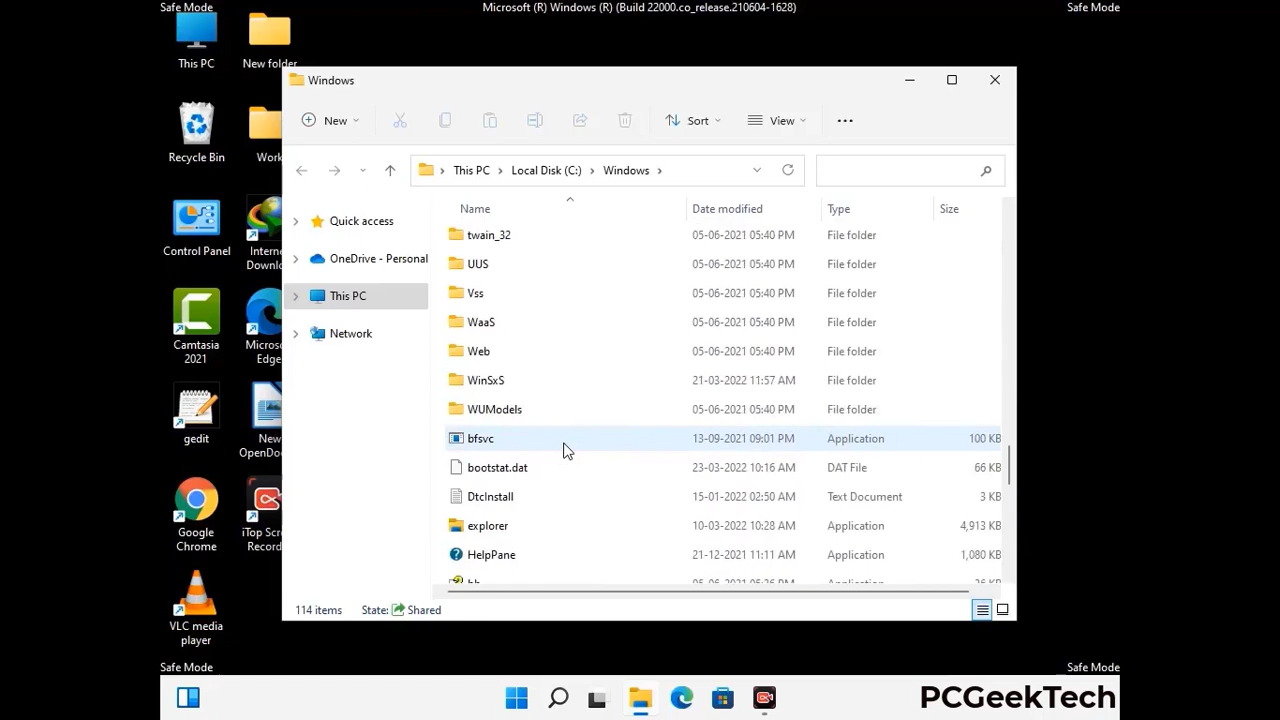 Safe Mode
Microsoft (R) Windows (R) (Build 22000.co_release.210604-1628)
Safe Mode
This PC
New folder
Recycle Bin
Work
Control Panel
Intern
Downlo
Camtasia
2021
Micros
Edge
gedit
New
OpenDo
Google
Chrome
iTop Scre
Record
VLC media
player
Windows
New
Sort
View
This PC > Local Disk (C:) > Windows >
Name Date modified Type Size
Quick access
OneDrive - Personal
This PC
Network
twain_32 05-06-2021 05:40 PM File folder
UUS 05-06-2021 05:40 PM File folder
Vss 05-06-2021 05:40 PM File folder
WaaS 05-06-2021 05:40 PM File folder
Web 05-06-2021 05:40 PM File folder
WinSxS 21-03-2022 11:57 AM File folder
WUModels 05-06-2021 05:40 PM File folder
bfsvc 13-09-2021 09:01 PM Application 100 KB
bootstat.dat 23-03-2022 10:16 AM DAT File 66 KB
DtcInstall 15-01-2022 02:50 AM Text Document 3 KB
explorer 10-03-2022 10:28 AM Application 4,913 KB
HelpPane 21-12-2021 11:11 AM Application 1,080 KB
114 items State: Shared
Safe Mode
Safe Mode
PCGeekTech